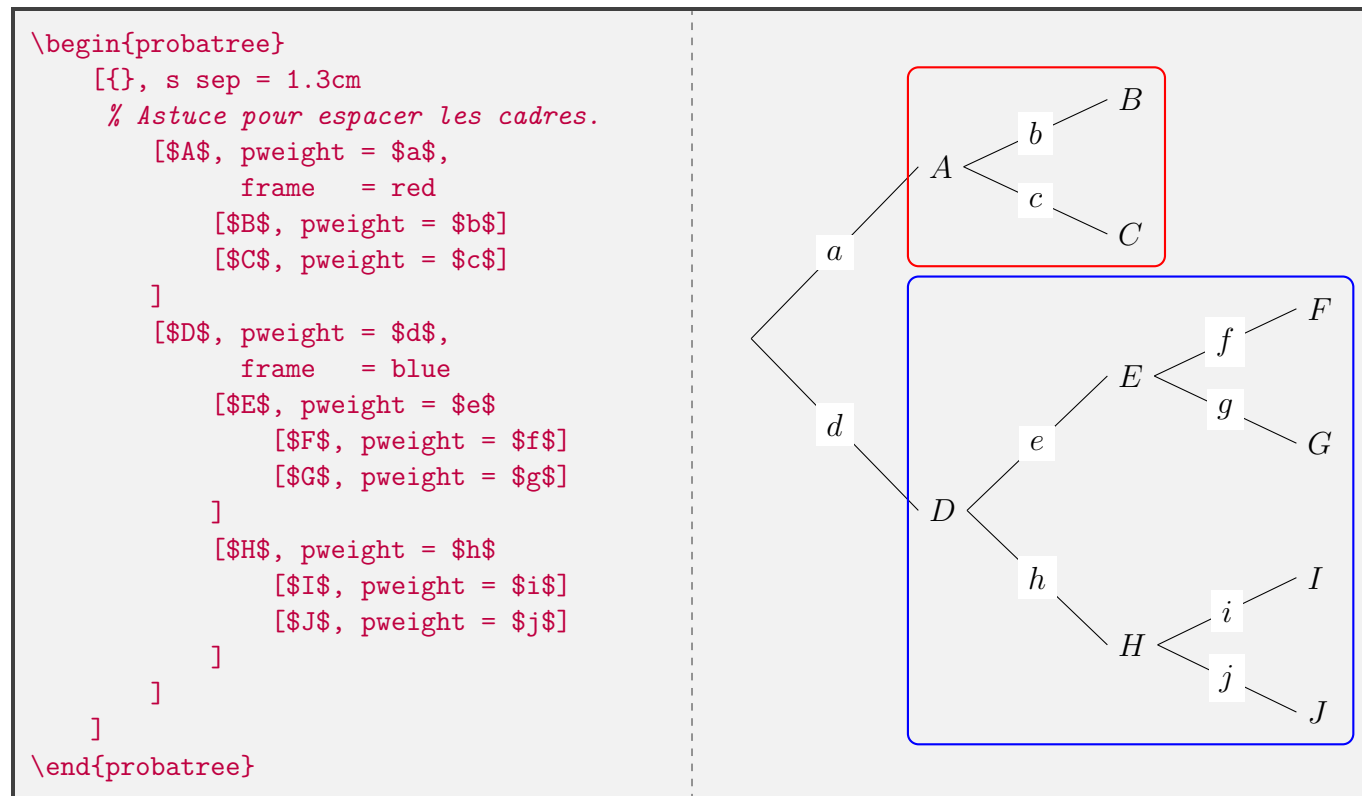 \begin{probatree}
    [{}, s sep = 1.3cm
     % Astuce pour espacer les cadres.
        [$A$, pweight = $a$,
              frame   = red
            [$B$, pweight = $b$]
            [$C$, pweight = $c$]
        ]
        [$D$, pweight = $d$,
              frame   = blue
            [$E$, pweight = $e$
                [$F$, pweight = $f$]
                [$G$, pweight = $g$]
            ]
            [$H$, pweight = $h$
                [$I$, pweight = $i$]
                [$J$, pweight = $j$]
            ]
        ]
    ]
\end{probatree}
B
b
A
c
C
a
F
f
E
g
G
d
e
D
h
I
i
H
j
J